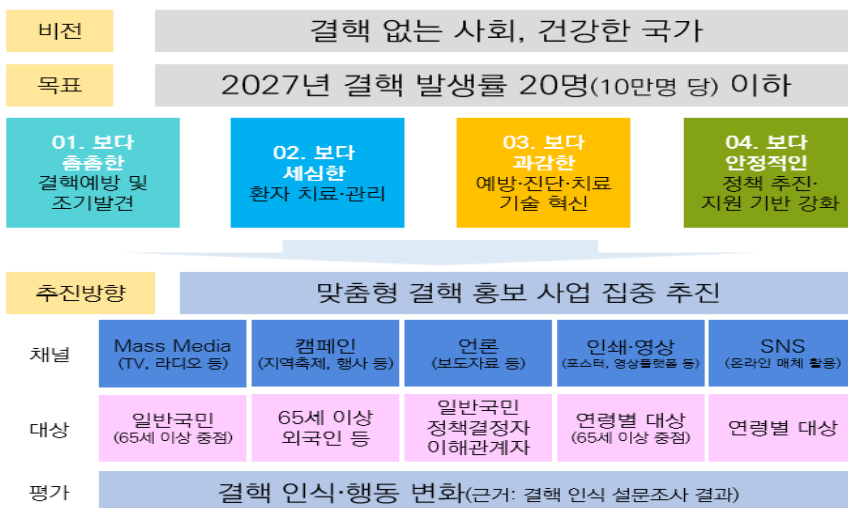 비전
결핵 없는 사회, 건강한 국가
목표
2027년 결핵 발생률 20명(10만명 당) 이하
01. 보다
촘촘한
결핵예방 및
조기발견
02. 보다
세심한
환자 치료·관리
03. 보다
과감한
예방·진단·치료
기술 혁신
04. 보다
안정적인
정책 추진·
지원 기반 강화
추진방향
맞춤형 결핵 홍보 사업 집중 추진
채널
Mass Media
(TV, 라디오 등)
캠페인
(지역축제, 행사 등)
언론
(보도자료 등)
인쇄·영상
(포스터, 영상플랫폼 등)
SNS
(온라인 매체 활용)
대상
일반국민
(65세 이상 중점)
65세 이상
외국인 등
일반국민
정책결정자
이해관계자
연령별 대상
(65세 이상 중점)
연령별 대상
평가
결핵 인식·행동 변화(근거: 결핵 인식 설문조사 결과)